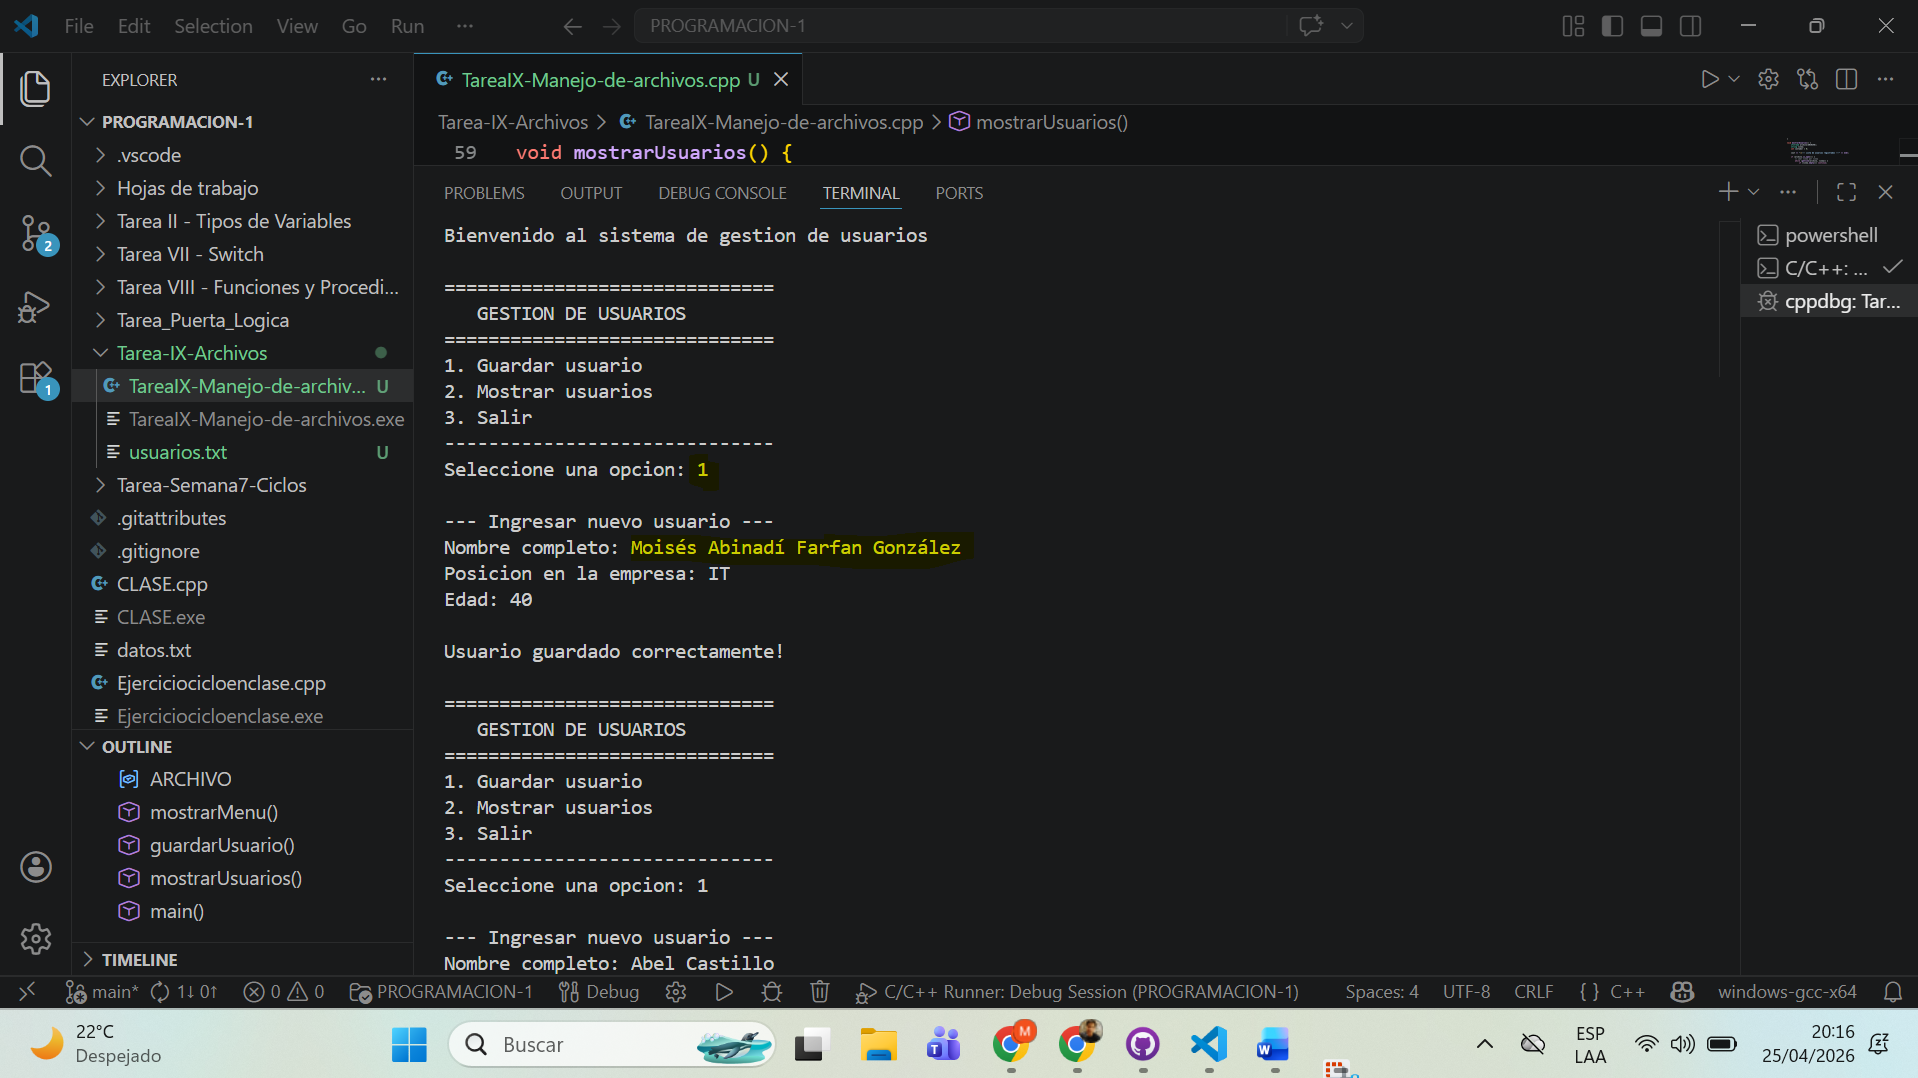 File Edit Selection View Go Run ···
PROGRAMACION-1
EXPLORER
PROGRAMACION-1
.vscode
Hojas de trabajo
Tarea II - Tipos de Variables
Tarea VII - Switch
Tarea VIII - Funciones y Procedi...
Tarea_Puerta_Logica
Tarea-IX-Archivos
TareaIX-Manejo-de-archiv... U
TareaIX-Manejo-de-archivos.exe
usuarios.txt U
Tarea-Semana7-Ciclos
.gitattributes
.gitignore
CLASE.cpp
CLASE.exe
datos.txt
Ejerciciocicloenclase.cpp
Ejerciciocicloenclase.exe
OUTLINE
ARCHIVO
mostrarMenu()
guardarUsuario()
mostrarUsuarios()
main()
TIMELINE
2
1
TareaIX-Manejo-de-archivos.cpp U
Tarea-IX-Archivos > TareaIX-Manejo-de-archivos.cpp > mostrarUsuarios()
59 void mostrarUsuarios() {
PROBLEMS OUTPUT DEBUG CONSOLE TERMINAL PORTS
Bienvenido al sistema de gestion de usuarios
==============================
GESTION DE USUARIOS
==============================
1. Guardar usuario
2. Mostrar usuarios
3. Salir
------------------------------
Seleccione una opcion: 1
--- Ingresar nuevo usuario ---
Nombre completo: Moisés Abinadí Farfan González
Posicion en la empresa: IT
Edad: 40
Usuario guardado correctamente!
==============================
GESTION DE USUARIOS
==============================
1. Guardar usuario
2. Mostrar usuarios
3. Salir
------------------------------
Seleccione una opcion: 1
--- Ingresar nuevo usuario ---
Nombre completo: Abel Castillo
powershell
C/C++: ...
cppdbg: Tar...
main* 1↓ 0↑ 0 0 PROGRAMACION-1 Debug C/C++ Runner: Debug Session (PROGRAMACION-1) Spaces: 4 UTF-8 CRLF {} C++ windows-gcc-x64
22°C
Despejado
Buscar
M
T
W
ESP
LAA
20:16
25/04/2026